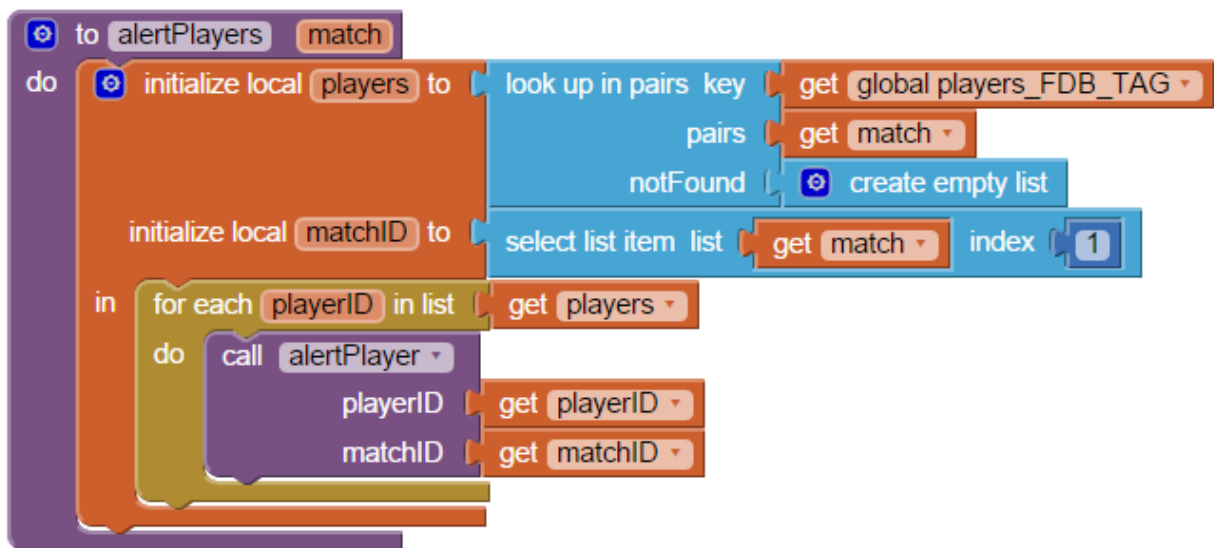 to alertPlayers match
do initialize local players to look up in pairs key get global players_FDB_TAG
pairs get match
notFound create empty list
initialize local matchID to select list item list get match index 1
in for each playerID in list get players
do call alertPlayer
playerID get playerID
matchID get matchID